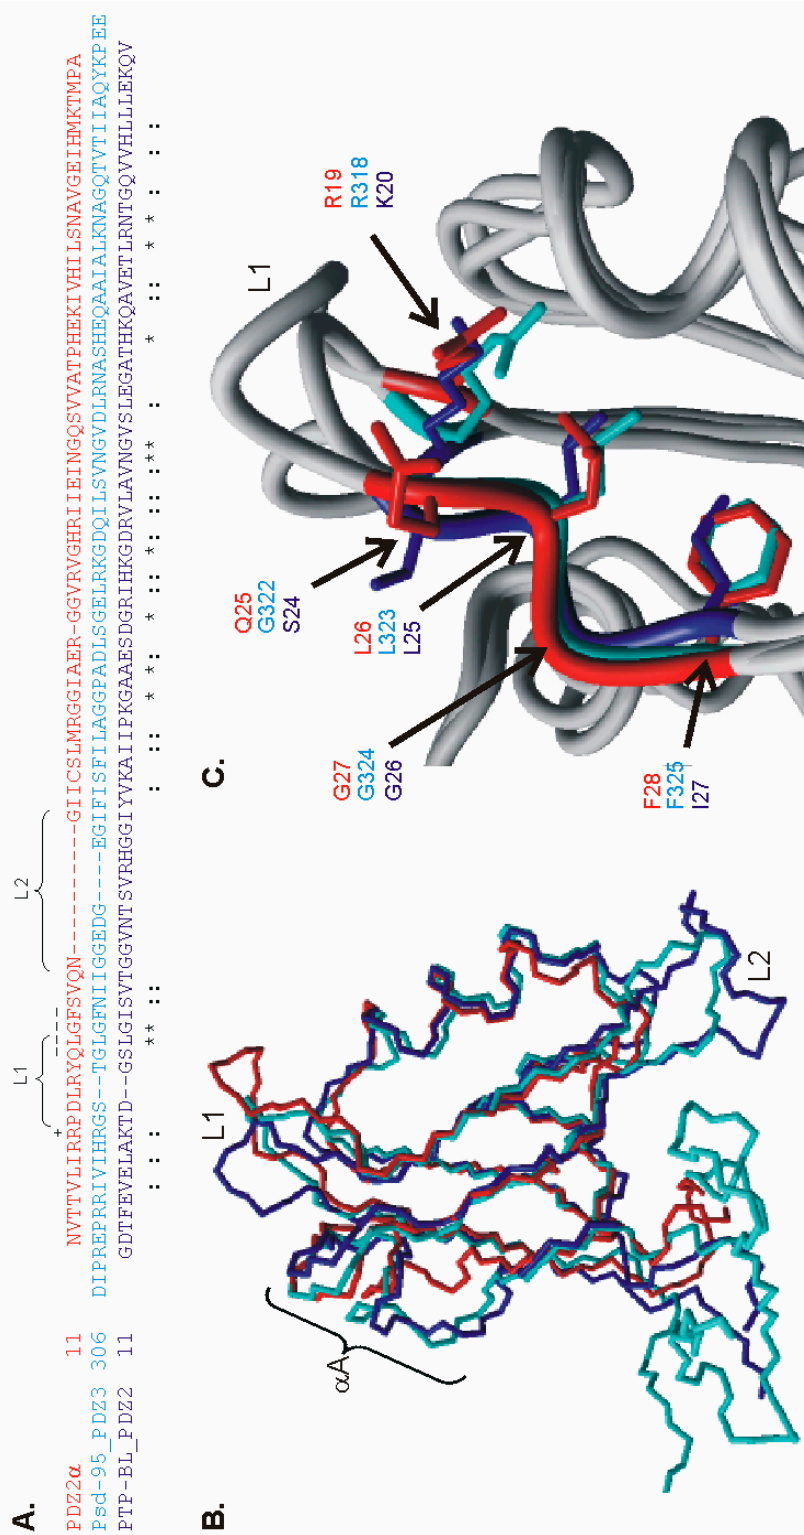 A.
L1 L2
+ -----
PDZ2α 11 NVTTVLIRRPDLRYQLGFSVQN-----------GIICSLMRGGIAER-GGVRVGHRIIEINGQSVVATPHEKIVHILSNAVGEIHMKTMPA
Psd-95_PDZ3 306 DIPREPRRIVIHRGS--TGLGFNIIGGEDG----EGIFISFILAGGPADLSGELRKGDQILSVNGVDLRNASHEQAAIALKNAGQTVTIIAQYKPEE
PTP-BL_PDZ2 11 GDTFEVELAKTD--GSLGISVTGGVNTSVRHGGIYVKAIIPKGAAESDGRIHKGDRVLAVNGVSLEGATHKQAVETLRNTGQVVHLLLEKQV
: : : ** :: : :: * *: * :: *: :: :: :** : * :: * * : : :
B.
αA
L1
L2
C.
L1
R19
R318
K20
Q25
G322
S24
L26
L323
L25
G27
G324
G26
F28
F325
I27